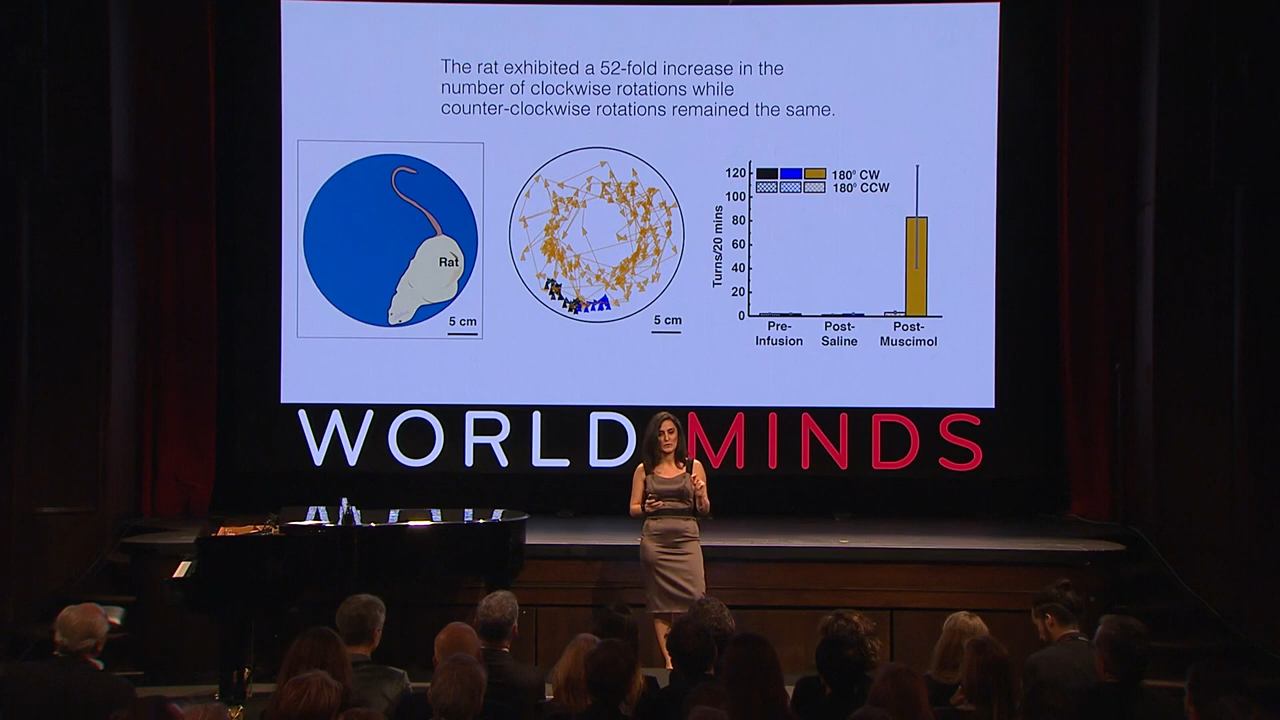 The rat exhibited a 52-fold increase in the
number of clockwise rotations while
counter-clockwise rotations remained the same.
Rat
5 cm
5 cm
Turns/20 mins
120
100
80
60
40
20
0
180° CW
180° CCW
Pre-
Infusion
Post-
Saline
Post-
Muscimol
WORLD MINDS